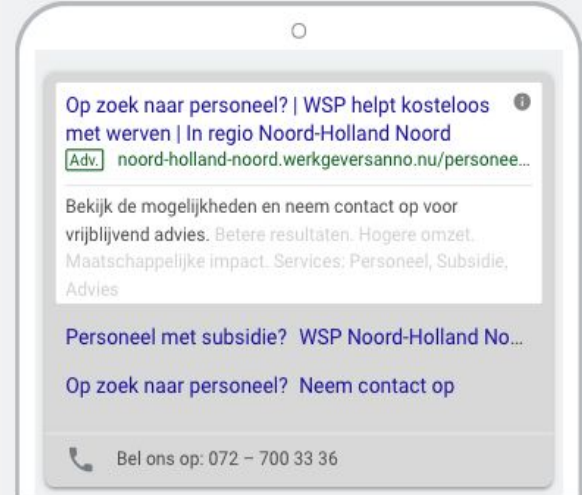 Op zoek naar personeel? | WSP helpt kosteloos
met werven | In regio Noord-Holland Noord
Adv. noord-holland-noord.werkgeversanno.nu/personee...
Bekijk de mogelijkheden en neem contact op voor
vrijblijvend advies. Betere resultaten. Hogere omzet.
Maatschappelijke impact. Services: Personeel, Subsidie,
Advies
Personeel met subsidie? WSP Noord-Holland No...
Op zoek naar personeel? Neem contact op
Bel ons op: 072 – 700 33 36